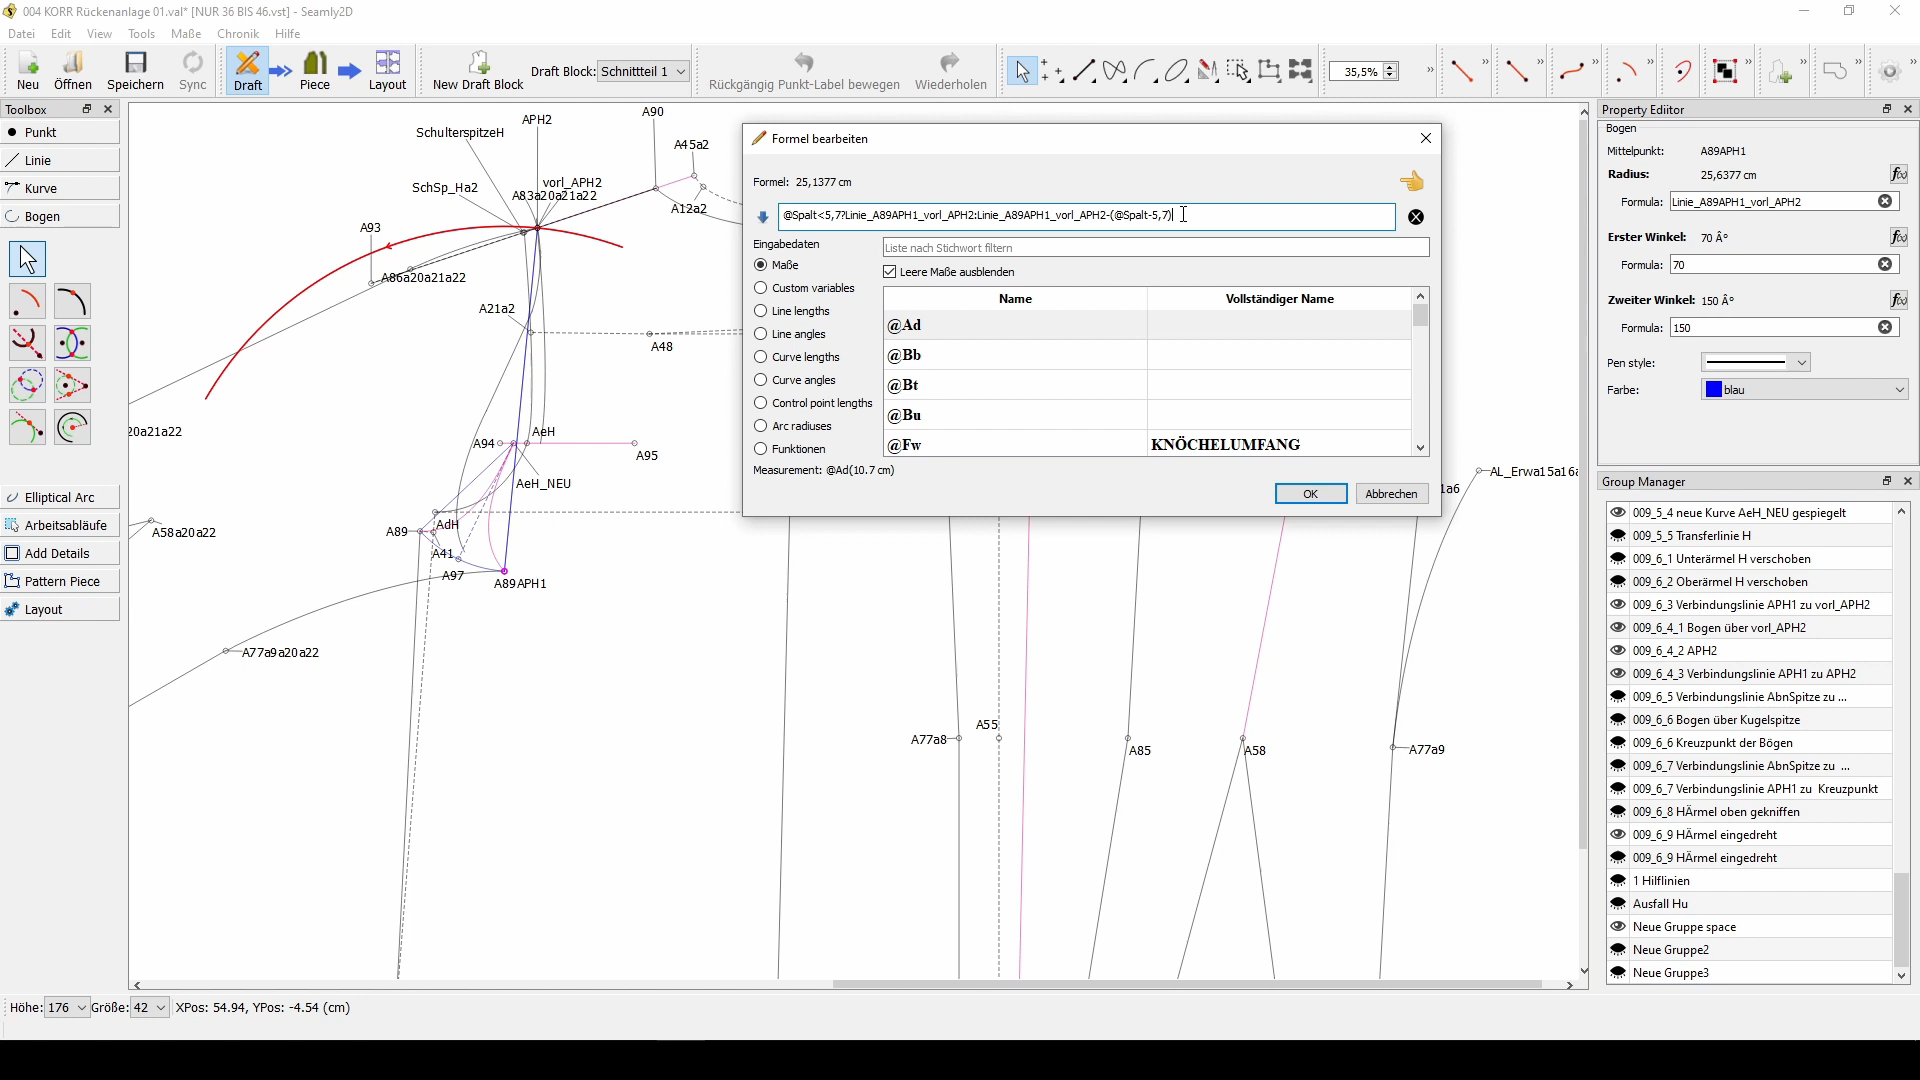 004 KORR Rückenanlage 01.val* [NUR 36 BIS 46.vst] - Seamly2D
Datei Edit View Tools Maße Chronik Hilfe
Neu Öffnen Speichern Sync Draft Piece Layout New Draft Block Draft Block: Schnittteil 1 Rückgängig Punkt-Label bewegen Wiederholen 35,5%
Toolbox
Punkt
Linie
Kurve
Bogen
Elliptical Arc
Arbeitsabläufe
Add Details
Pattern Piece
Layout
A90
APH2
SchulterspitzeH
A45a2
SchSp_Ha2
vorl_APH2
A83a20a21a22
A12a2
A93
A86a20a21a22
A21a2
A48
20a21a22
A94
AeH
A95
AeH_NEU
A58a20a22
A89
AdH
A41
A97
A89APH1
A77a9a20a22
A77a8
A55
A85
A58
A77a9
AL_Erwa15a16a
1a6
Formel bearbeiten
Formel: 25,1377 cm
@Spalt<5,7?Linie_A89APH1_vorl_APH2:Linie_A89APH1_vorl_APH2-(@Spalt-5,7)
Eingabedaten
Liste nach Stichwort filtern
Maße
Leere Maße ausblenden
Custom variables
Line lengths
Line angles
Curve lengths
Curve angles
Control point lengths
Arc radiuses
Funktionen
Name Vollständiger Name
@Ad
@Bb
@Bt
@Bu
@Fw KNÖCHELUMFANG
Measurement: @Ad(10.7 cm)
OK Abbrechen
Property Editor
Bogen
Mittelpunkt: A89APH1
Radius: 25,6377 cm
Formula: Linie_A89APH1_vorl_APH2
Erster Winkel: 70 Â°
Formula: 70
Zweiter Winkel: 150 Â°
Formula: 150
Pen style:
Farbe: blau
Group Manager
009_5_4 neue Kurve AeH_NEU gespiegelt
009_5_5 Transferlinie H
009_6_1 Unterärmel H verschoben
009_6_2 Oberärmel H verschoben
009_6_3 Verbindungslinie APH1 zu vorl_APH2
009_6_4_1 Bogen über vorl_APH2
009_6_4_2 APH2
009_6_4_3 Verbindungslinie APH1 zu APH2
009_6_5 Verbindungslinie AbnSpitze zu ...
009_6_6 Bogen über Kugelspitze
009_6_6 Kreuzpunkt der Bögen
009_6_7 Verbindungslinie AbnSpitze zu ...
009_6_7 Verbindungslinie APH1 zu Kreuzpunkt
009_6_8 HÄrmel oben gekniffen
009_6_9 HÄrmel eingedreht
009_6_9 HÄrmel eingedreht
1 Hilflinien
Ausfall Hu
Neue Gruppe space
Neue Gruppe2
Neue Gruppe3
Höhe: 176 Größe: 42 XPos: 54.94, YPos: -4.54 (cm)